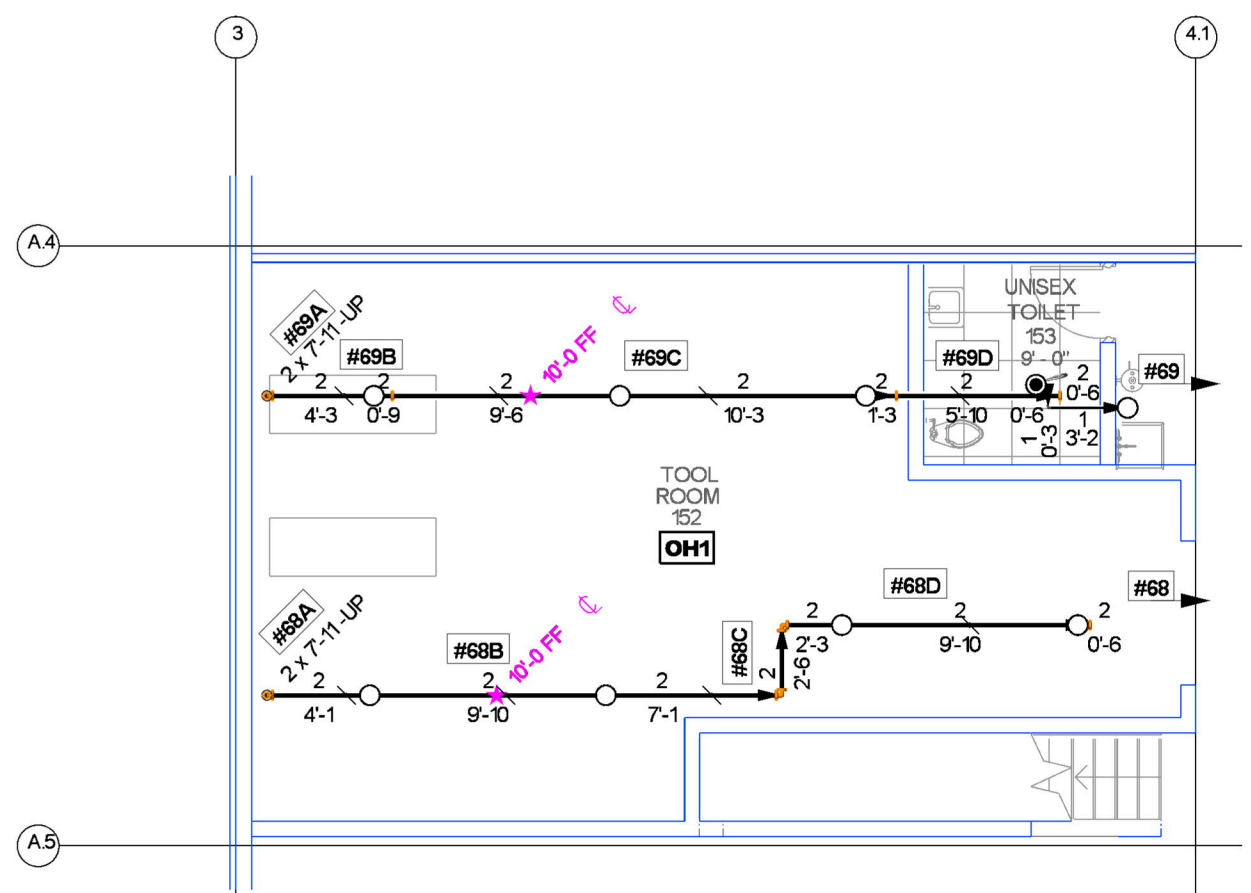 3
4.1
A.4
#69A
2 x 7'-11 -UP
#69B
10'-0 FF
℄
#69C
#69D
UNISEX
TOILET
153
9' - 0"
#69
2
2
2
2
2
2
2
4'-3
0'-9
9'-6
10'-3
1'-3
5'-10
0'-6
0'-6
1
0'-3
1
3'-2
TOOL
ROOM
152
OH1
#68A
2 x 7'-11 -UP
#68B
10'-0 FF
℄
#68C
#68D
#68
2
2
2
2
2'-6
2
2'-3
2
9'-10
2
0'-6
4'-1
9'-10
7'-1
A.5